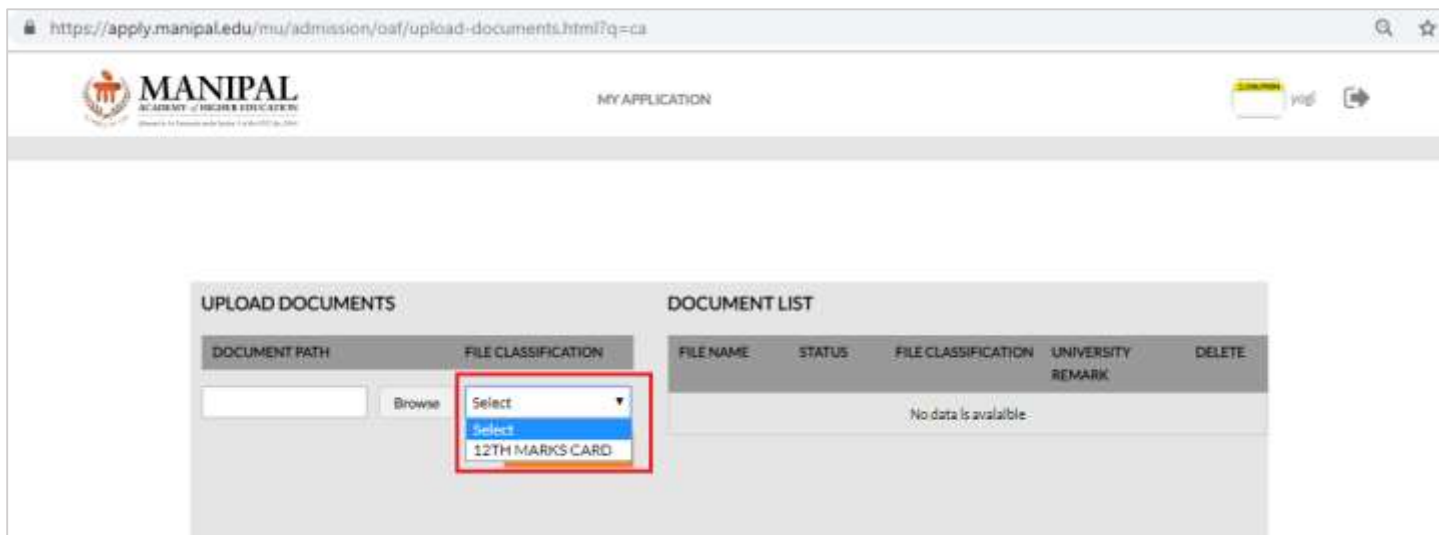 https://apply.manipal.edu/mu/admission/oaf/upload-documents.html?q=ca
MANIPAL
ACADEMY of HIGHER EDUCATION
MY APPLICATION
yogi
UPLOAD DOCUMENTS
DOCUMENT LIST
DOCUMENT PATH FILE CLASSIFICATION
FILE NAME STATUS FILE CLASSIFICATION UNIVERSITY REMARK DELETE
Browse Select
Select
12TH MARKS CARD
No data is avalaible